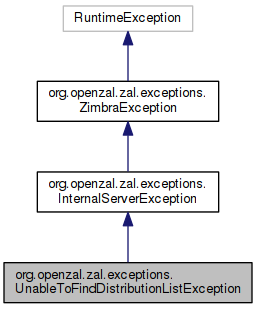 RuntimeException
org.openzal.zal.exceptions.
ZimbraException
org.openzal.zal.exceptions.
InternalServerException
org.openzal.zal.exceptions.
UnableToFindDistributionListException